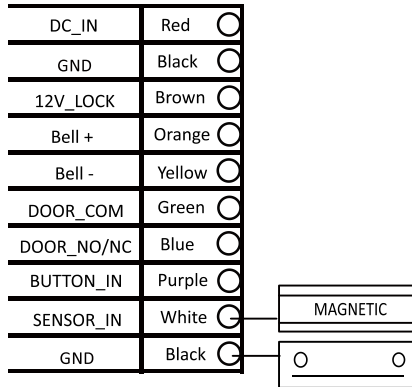 DC_IN Red
GND Black
12V_LOCK Brown
Bell + Orange
Bell - Yellow
DOOR_COM Green
DOOR_NO/NC Blue
BUTTON_IN Purple
SENSOR_IN White
MAGNETIC
GND Black